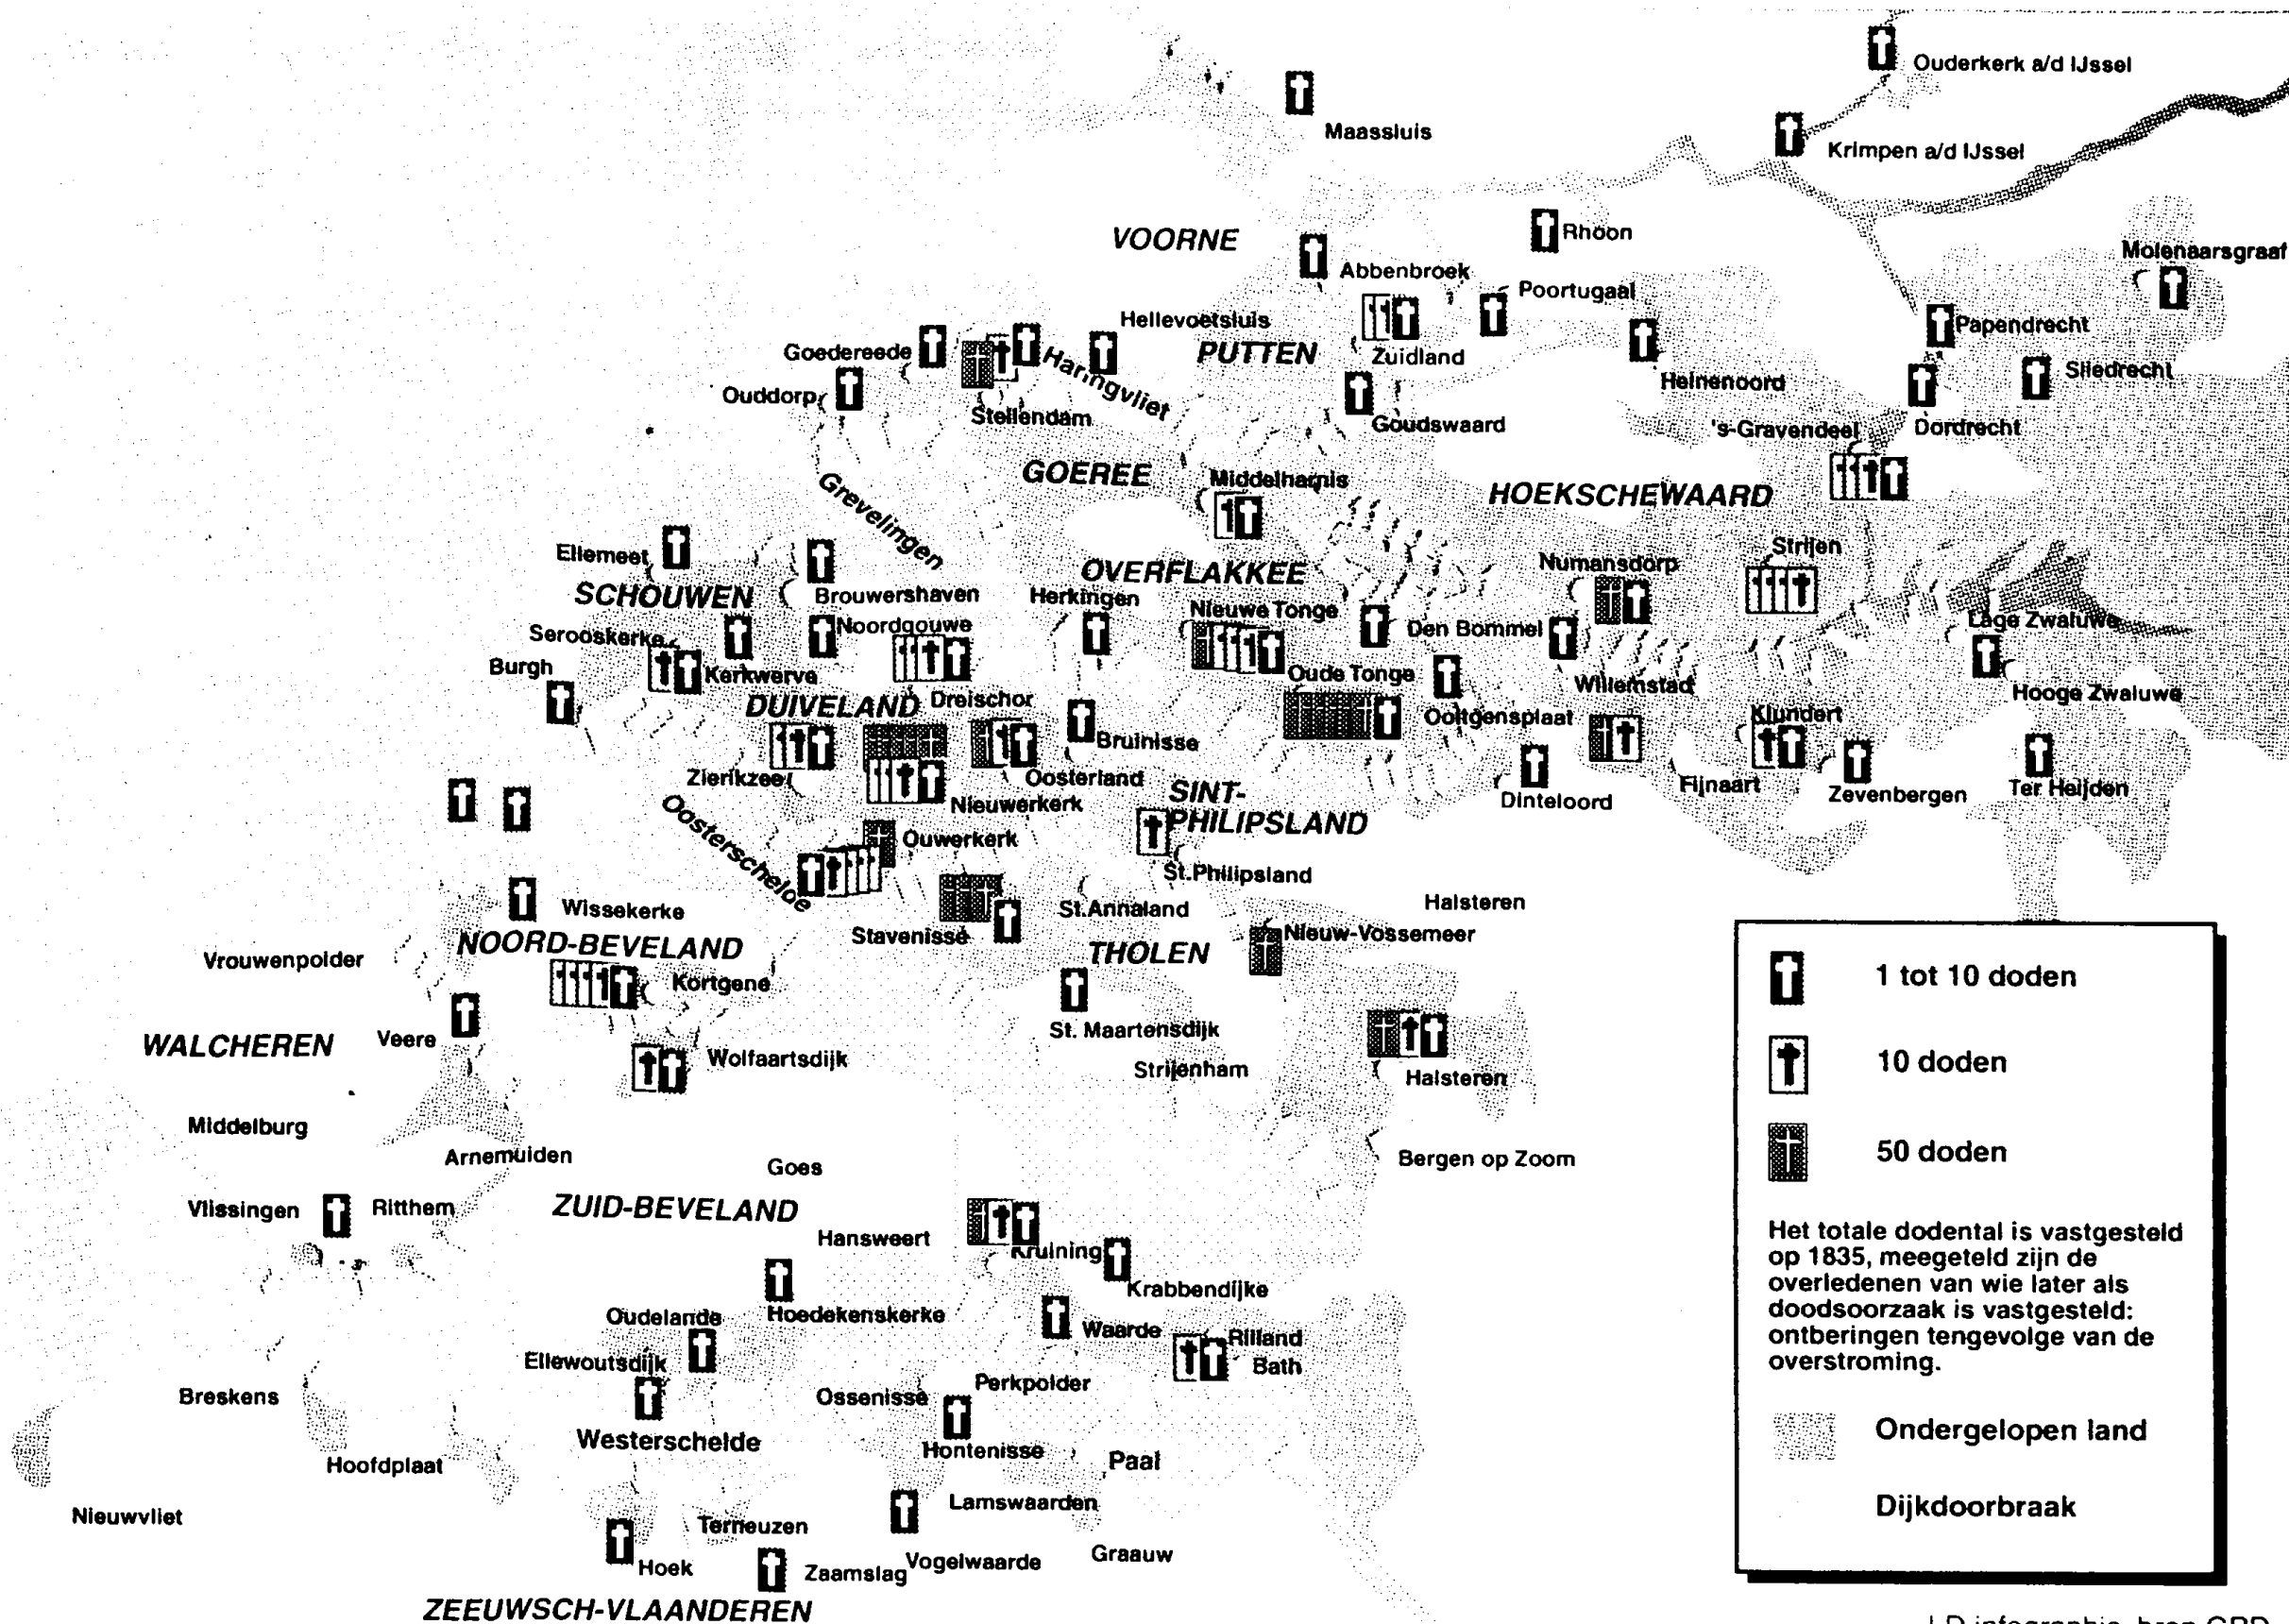 Ouderkerk a/d IJssel
Maassluis
Krimpen a/d IJssel
VOORNE
Rhoon
Molenaarsgraaf
Abbenbroek
Poortugaal
Hellevoetsluis
Papendrecht
Goedereede
PUTTEN
Zuidland
Haringvliet
Heinenoord
Sliedrecht
Ouddorp
Stellendam
Goudswaard
's-Gravendeel
Dordrecht
GOEREE
Middelharnis
HOEKSCHEWAARD
Grevelingen
Ellemeet
OVERFLAKKEE
Numansdorp
Strijen
SCHOUWEN
Brouwershaven
Herkingen
Nieuwe Tonge
Serooskerke
Noordgouwe
Den Bommel
Lage Zwaluwe
Burgh
Kerkwerve
Oude Tonge
Willemstad
Hooge Zwaluwe
DUIVELAND
Dreischor
Ooltgensplaat
Klundert
Bruinisse
Zierikzee
Oosterland
Fijnaart
Zevenbergen
Ter Heijden
Nieuwerkerk
SINT-
PHILIPSLAND
Dinteloord
Oosterschelde
Ouwerkerk
St.Philipsland
Wissekerke
St.Annaland
Halsteren
NOORD-BEVELAND
Stavenisse
Nieuw-Vossemeer
Vrouwenpolder
THOLEN
Kortgene
WALCHEREN
Veere
St. Maartensdijk
Wolfaartsdijk
Strijenham
Halsteren
Middelburg
Arnemuiden
Goes
Bergen op Zoom
Vlissingen
Ritthem
ZUID-BEVELAND
Hansweert
Kruining
Krabbendijke
Oudelande
Hoedekenskerke
Waarde
Rilland
Bath
Ellewoutsdijk
Breskens
Ossenisse
Perkpolder
Westerschelde
Hontenisse
Paal
Hoofdplaat
Nieuwvliet
Lamswaarden
Terneuzen
Hoek
Zaamslag
Vogelwaarde
Graauw
ZEEUWSCH-VLAANDEREN
1 tot 10 doden
10 doden
50 doden
Het totale dodental is vastgesteld
op 1835, meegeteld zijn de
overledenen van wie later als
doodsoorzaak is vastgesteld:
ontberingen tengevolge van de
overstroming.
Ondergelopen land
Dijkdoorbraak